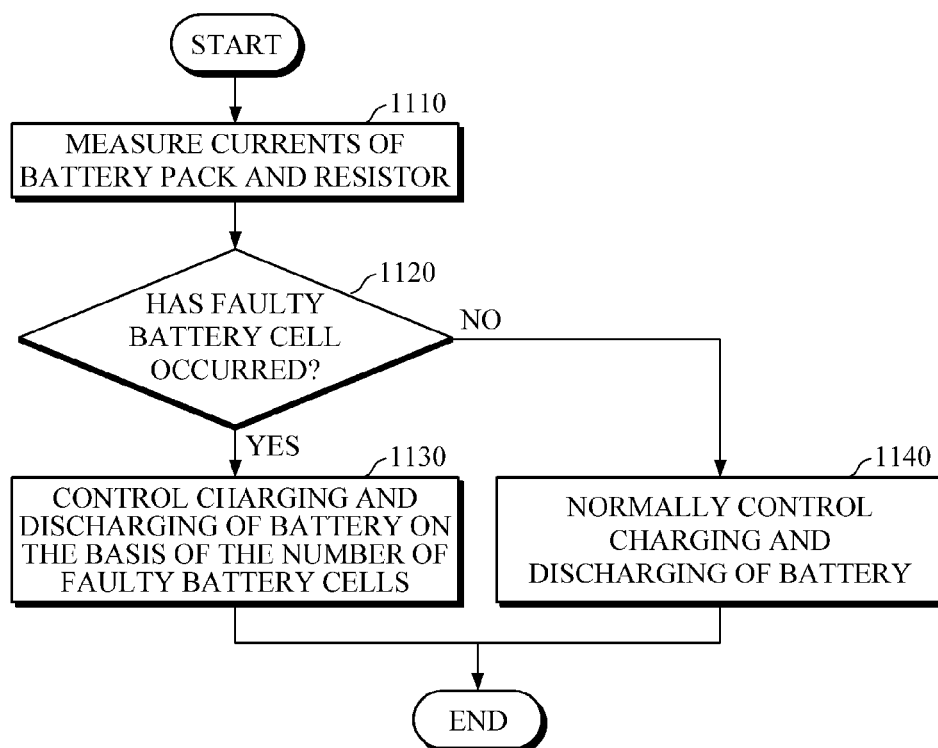 START
1110
MEASURE CURRENTS OF
BATTERY PACK AND RESISTOR
1120
HAS FAULTY
BATTERY CELL
OCCURRED?
NO
YES
1130
CONTROL CHARGING AND
DISCHARGING OF BATTERY ON
THE BASIS OF THE NUMBER OF
FAULTY BATTERY CELLS
1140
NORMALLY CONTROL
CHARGING AND
DISCHARGING OF BATTERY
END